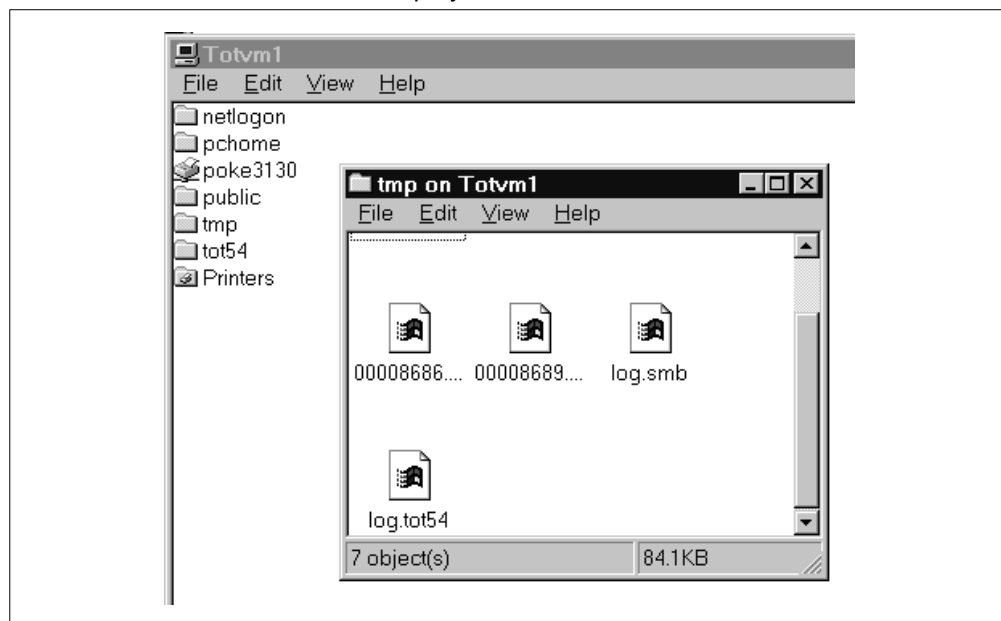 Totvm1
File Edit View Help
netlogon
pchome
poke3130
public
tmp
tot54
Printers
tmp on Totvm1
File Edit View Help
00008686.... 00008689.... log.smb
log.tot54
7 object(s) 84.1KB